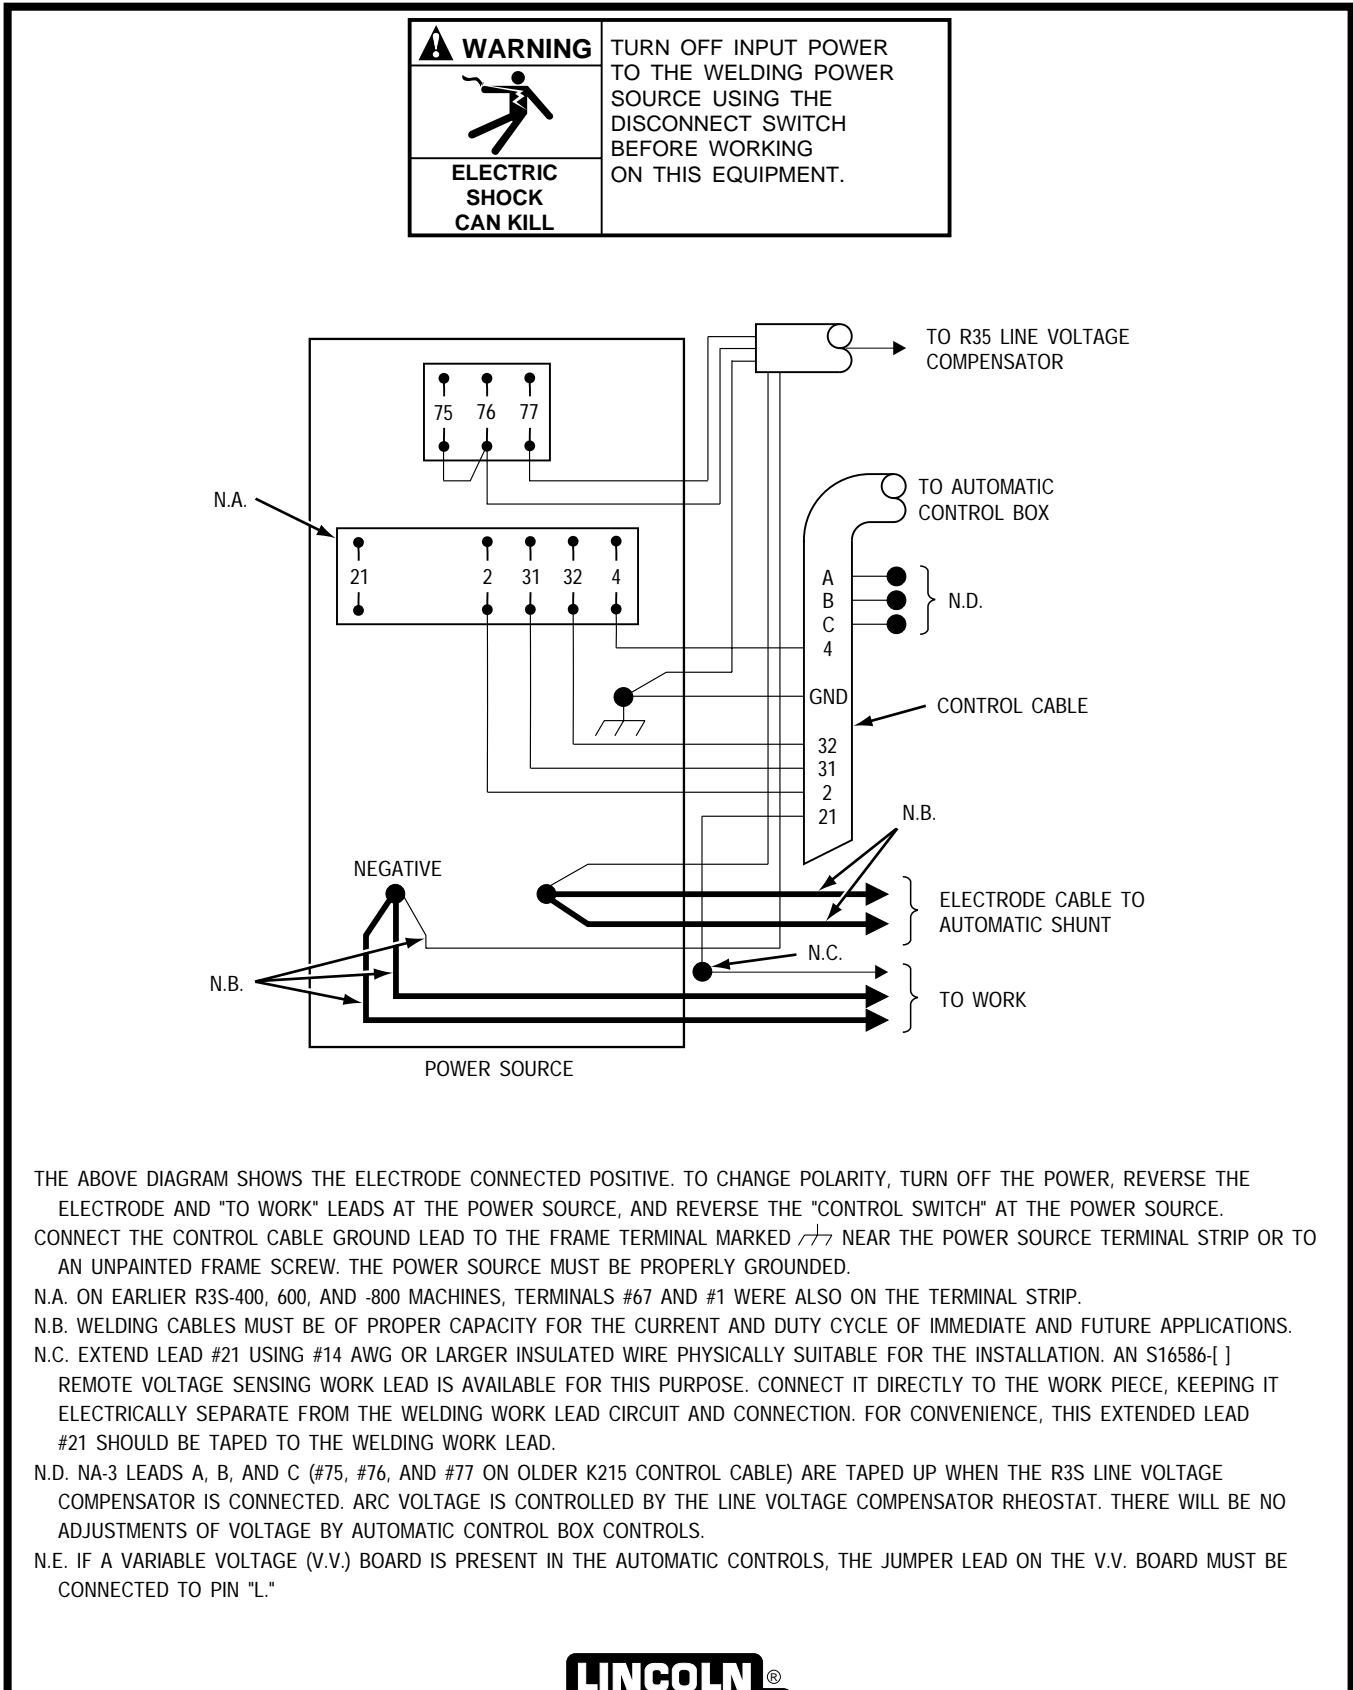 WARNING
ELECTRIC
SHOCK
CAN KILL
TURN OFF INPUT POWER
TO THE WELDING POWER
SOURCE USING THE
DISCONNECT SWITCH
BEFORE WORKING
ON THIS EQUIPMENT.
TO R35 LINE VOLTAGE
COMPENSATOR
75 76 77
N.A.
TO AUTOMATIC
CONTROL BOX
21 2 31 32 4
A
B
C
4
N.D.
GND
CONTROL CABLE
32
31
2
21
N.B.
NEGATIVE
ELECTRODE CABLE TO
AUTOMATIC SHUNT
N.C.
N.B.
TO WORK
POWER SOURCE
THE ABOVE DIAGRAM SHOWS THE ELECTRODE CONNECTED POSITIVE. TO CHANGE POLARITY, TURN OFF THE POWER, REVERSE THE
ELECTRODE AND "TO WORK" LEADS AT THE POWER SOURCE, AND REVERSE THE "CONTROL SWITCH" AT THE POWER SOURCE.
CONNECT THE CONTROL CABLE GROUND LEAD TO THE FRAME TERMINAL MARKED NEAR THE POWER SOURCE TERMINAL STRIP OR TO
AN UNPAINTED FRAME SCREW. THE POWER SOURCE MUST BE PROPERLY GROUNDED.
N.A. ON EARLIER R3S-400, 600, AND -800 MACHINES, TERMINALS #67 AND #1 WERE ALSO ON THE TERMINAL STRIP.
N.B. WELDING CABLES MUST BE OF PROPER CAPACITY FOR THE CURRENT AND DUTY CYCLE OF IMMEDIATE AND FUTURE APPLICATIONS.
N.C. EXTEND LEAD #21 USING #14 AWG OR LARGER INSULATED WIRE PHYSICALLY SUITABLE FOR THE INSTALLATION. AN S16586-[ ]
REMOTE VOLTAGE SENSING WORK LEAD IS AVAILABLE FOR THIS PURPOSE. CONNECT IT DIRECTLY TO THE WORK PIECE, KEEPING IT
ELECTRICALLY SEPARATE FROM THE WELDING WORK LEAD CIRCUIT AND CONNECTION. FOR CONVENIENCE, THIS EXTENDED LEAD
#21 SHOULD BE TAPED TO THE WELDING WORK LEAD.
N.D. NA-3 LEADS A, B, AND C (#75, #76, AND #77 ON OLDER K215 CONTROL CABLE) ARE TAPED UP WHEN THE R3S LINE VOLTAGE
COMPENSATOR IS CONNECTED. ARC VOLTAGE IS CONTROLLED BY THE LINE VOLTAGE COMPENSATOR RHEOSTAT. THERE WILL BE NO
ADJUSTMENTS OF VOLTAGE BY AUTOMATIC CONTROL BOX CONTROLS.
N.E. IF A VARIABLE VOLTAGE (V.V.) BOARD IS PRESENT IN THE AUTOMATIC CONTROLS, THE JUMPER LEAD ON THE V.V. BOARD MUST BE
CONNECTED TO PIN "L."
LINCOLN ®